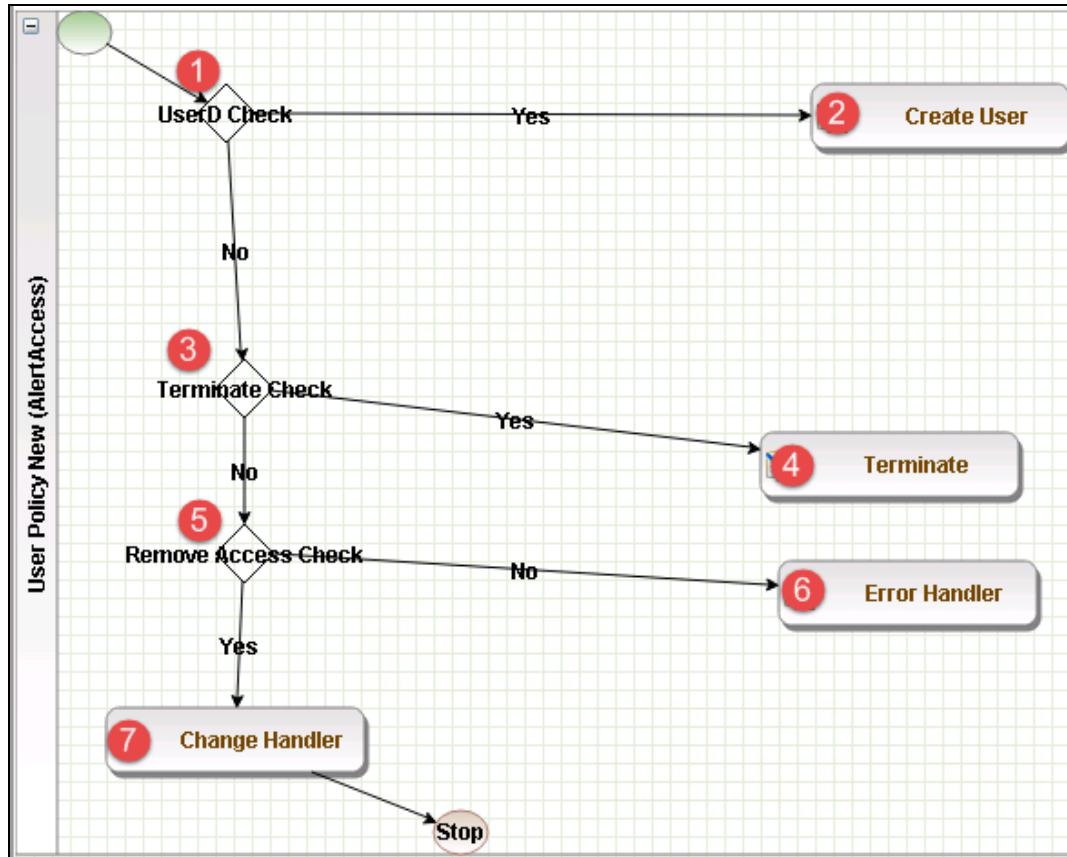 User Policy New (AlertAccess)
1
UserD Check
Yes
2
Create User
No
3
Terminate Check
Yes
4
Terminate
No
5
Remove Access Check
No
6
Error Handler
Yes
7
Change Handler
Stop